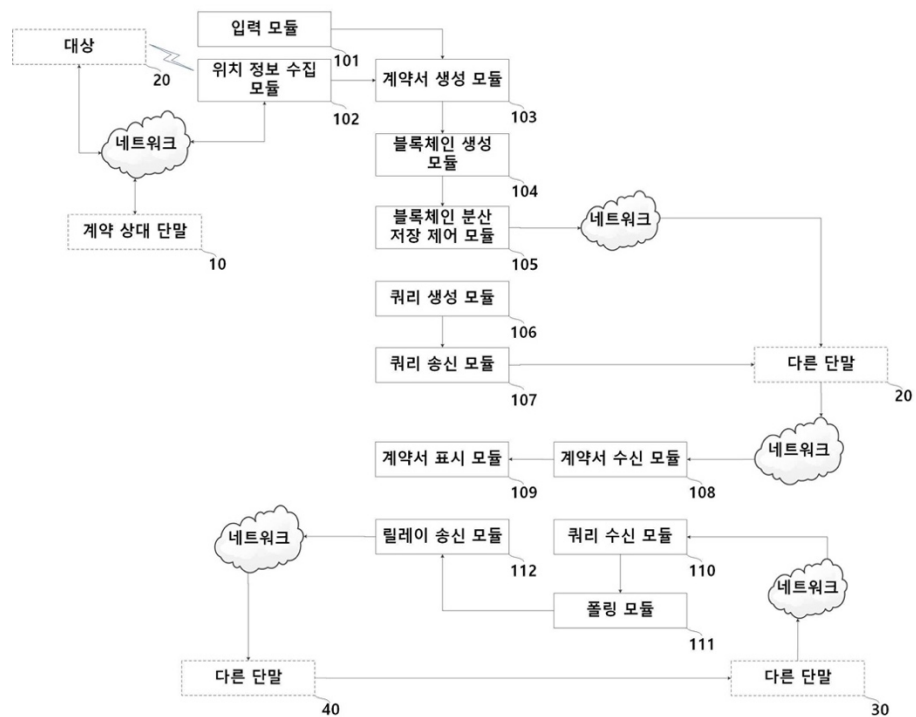 입력 모듈
101
대상
20
위치 정보 수집
모듈
102
계약서 생성 모듈
103
네트워크
블록체인 생성
모듈
104
계약 상대 단말
10
블록체인 분산
저장 제어 모듈
105
네트워크
쿼리 생성 모듈
106
쿼리 송신 모듈
107
다른 단말
20
네트워크
계약서 표시 모듈
109
계약서 수신 모듈
108
네트워크
릴레이 송신 모듈
112
쿼리 수신 모듈
110
네트워크
폴링 모듈
111
다른 단말
40
다른 단말
30